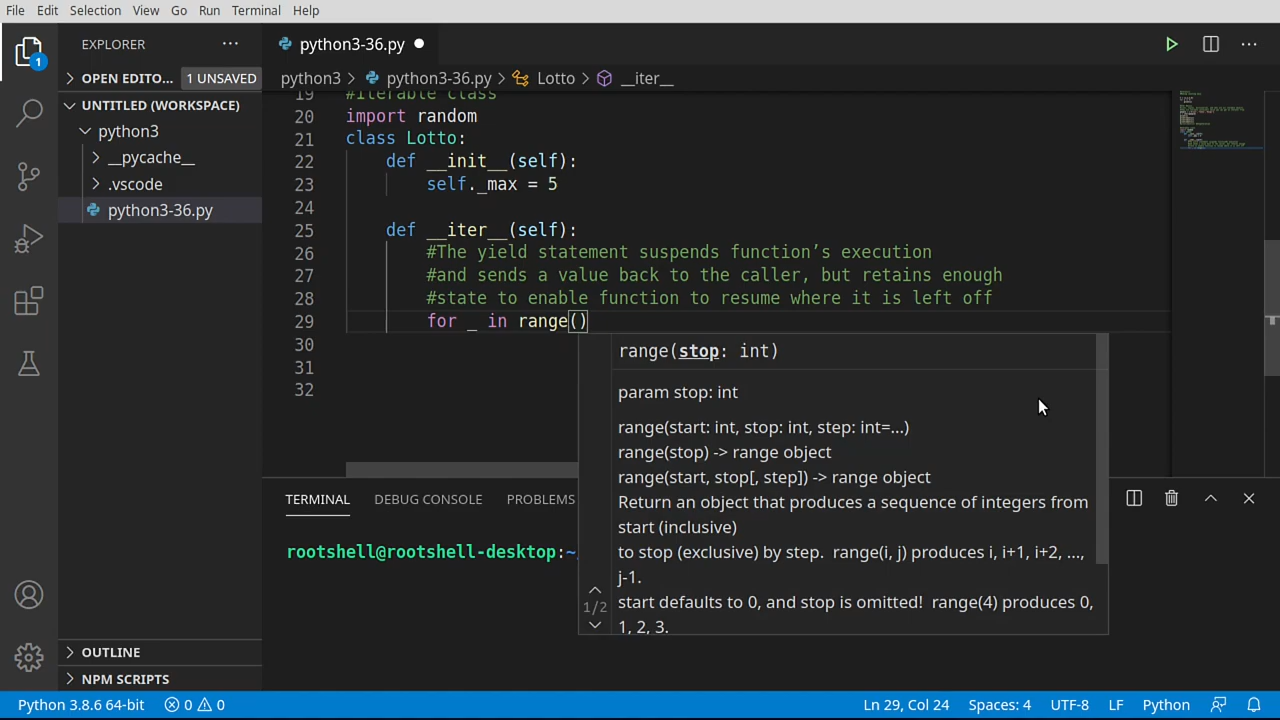 File Edit Selection View Go Run Terminal Help
EXPLORER
python3-36.py
OPEN EDITO... 1 UNSAVED
python3 > python3-36.py > Lotto > __iter__
UNTITLED (WORKSPACE)
python3
__pycache__
.vscode
python3-36.py
1
19 #iterable class
20 import random
21 class Lotto:
22 def __init__(self):
23 self._max = 5
24
25 def __iter__(self):
26 #The yield statement suspends function’s execution
27 #and sends a value back to the caller, but retains enough
28 #state to enable function to resume where it is left off
29 for _ in range()
30
31
32
range(stop: int)
param stop: int
range(start: int, stop: int, step: int=...)
range(stop) -> range object
range(start, stop[, step]) -> range object
Return an object that produces a sequence of integers from
start (inclusive)
to stop (exclusive) by step. range(i, j) produces i, i+1, i+2, ...,
j-1.
start defaults to 0, and stop is omitted! range(4) produces 0,
1, 2, 3.
1/2
TERMINAL DEBUG CONSOLE PROBLEMS
rootshell@rootshell-desktop:~/
OUTLINE
NPM SCRIPTS
Python 3.8.6 64-bit 0 0 Ln 29, Col 24 Spaces: 4 UTF-8 LF Python